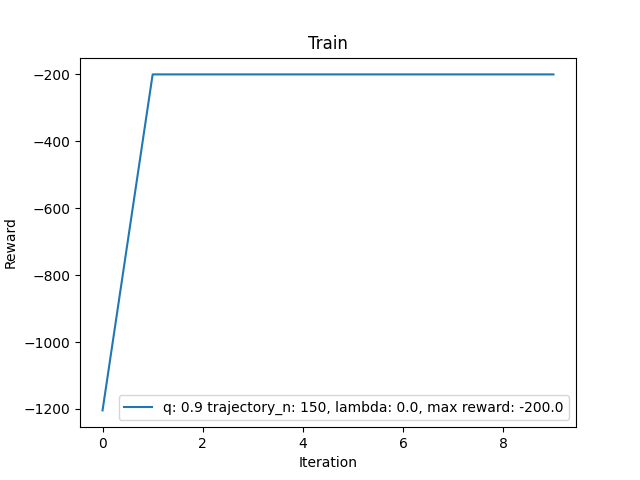 Train
Reward
−200
−400
−600
−800
−1000
−1200
q: 0.9 trajectory_n: 150, lambda: 0.0, max reward: -200.0
0 2 4 6 8
Iteration